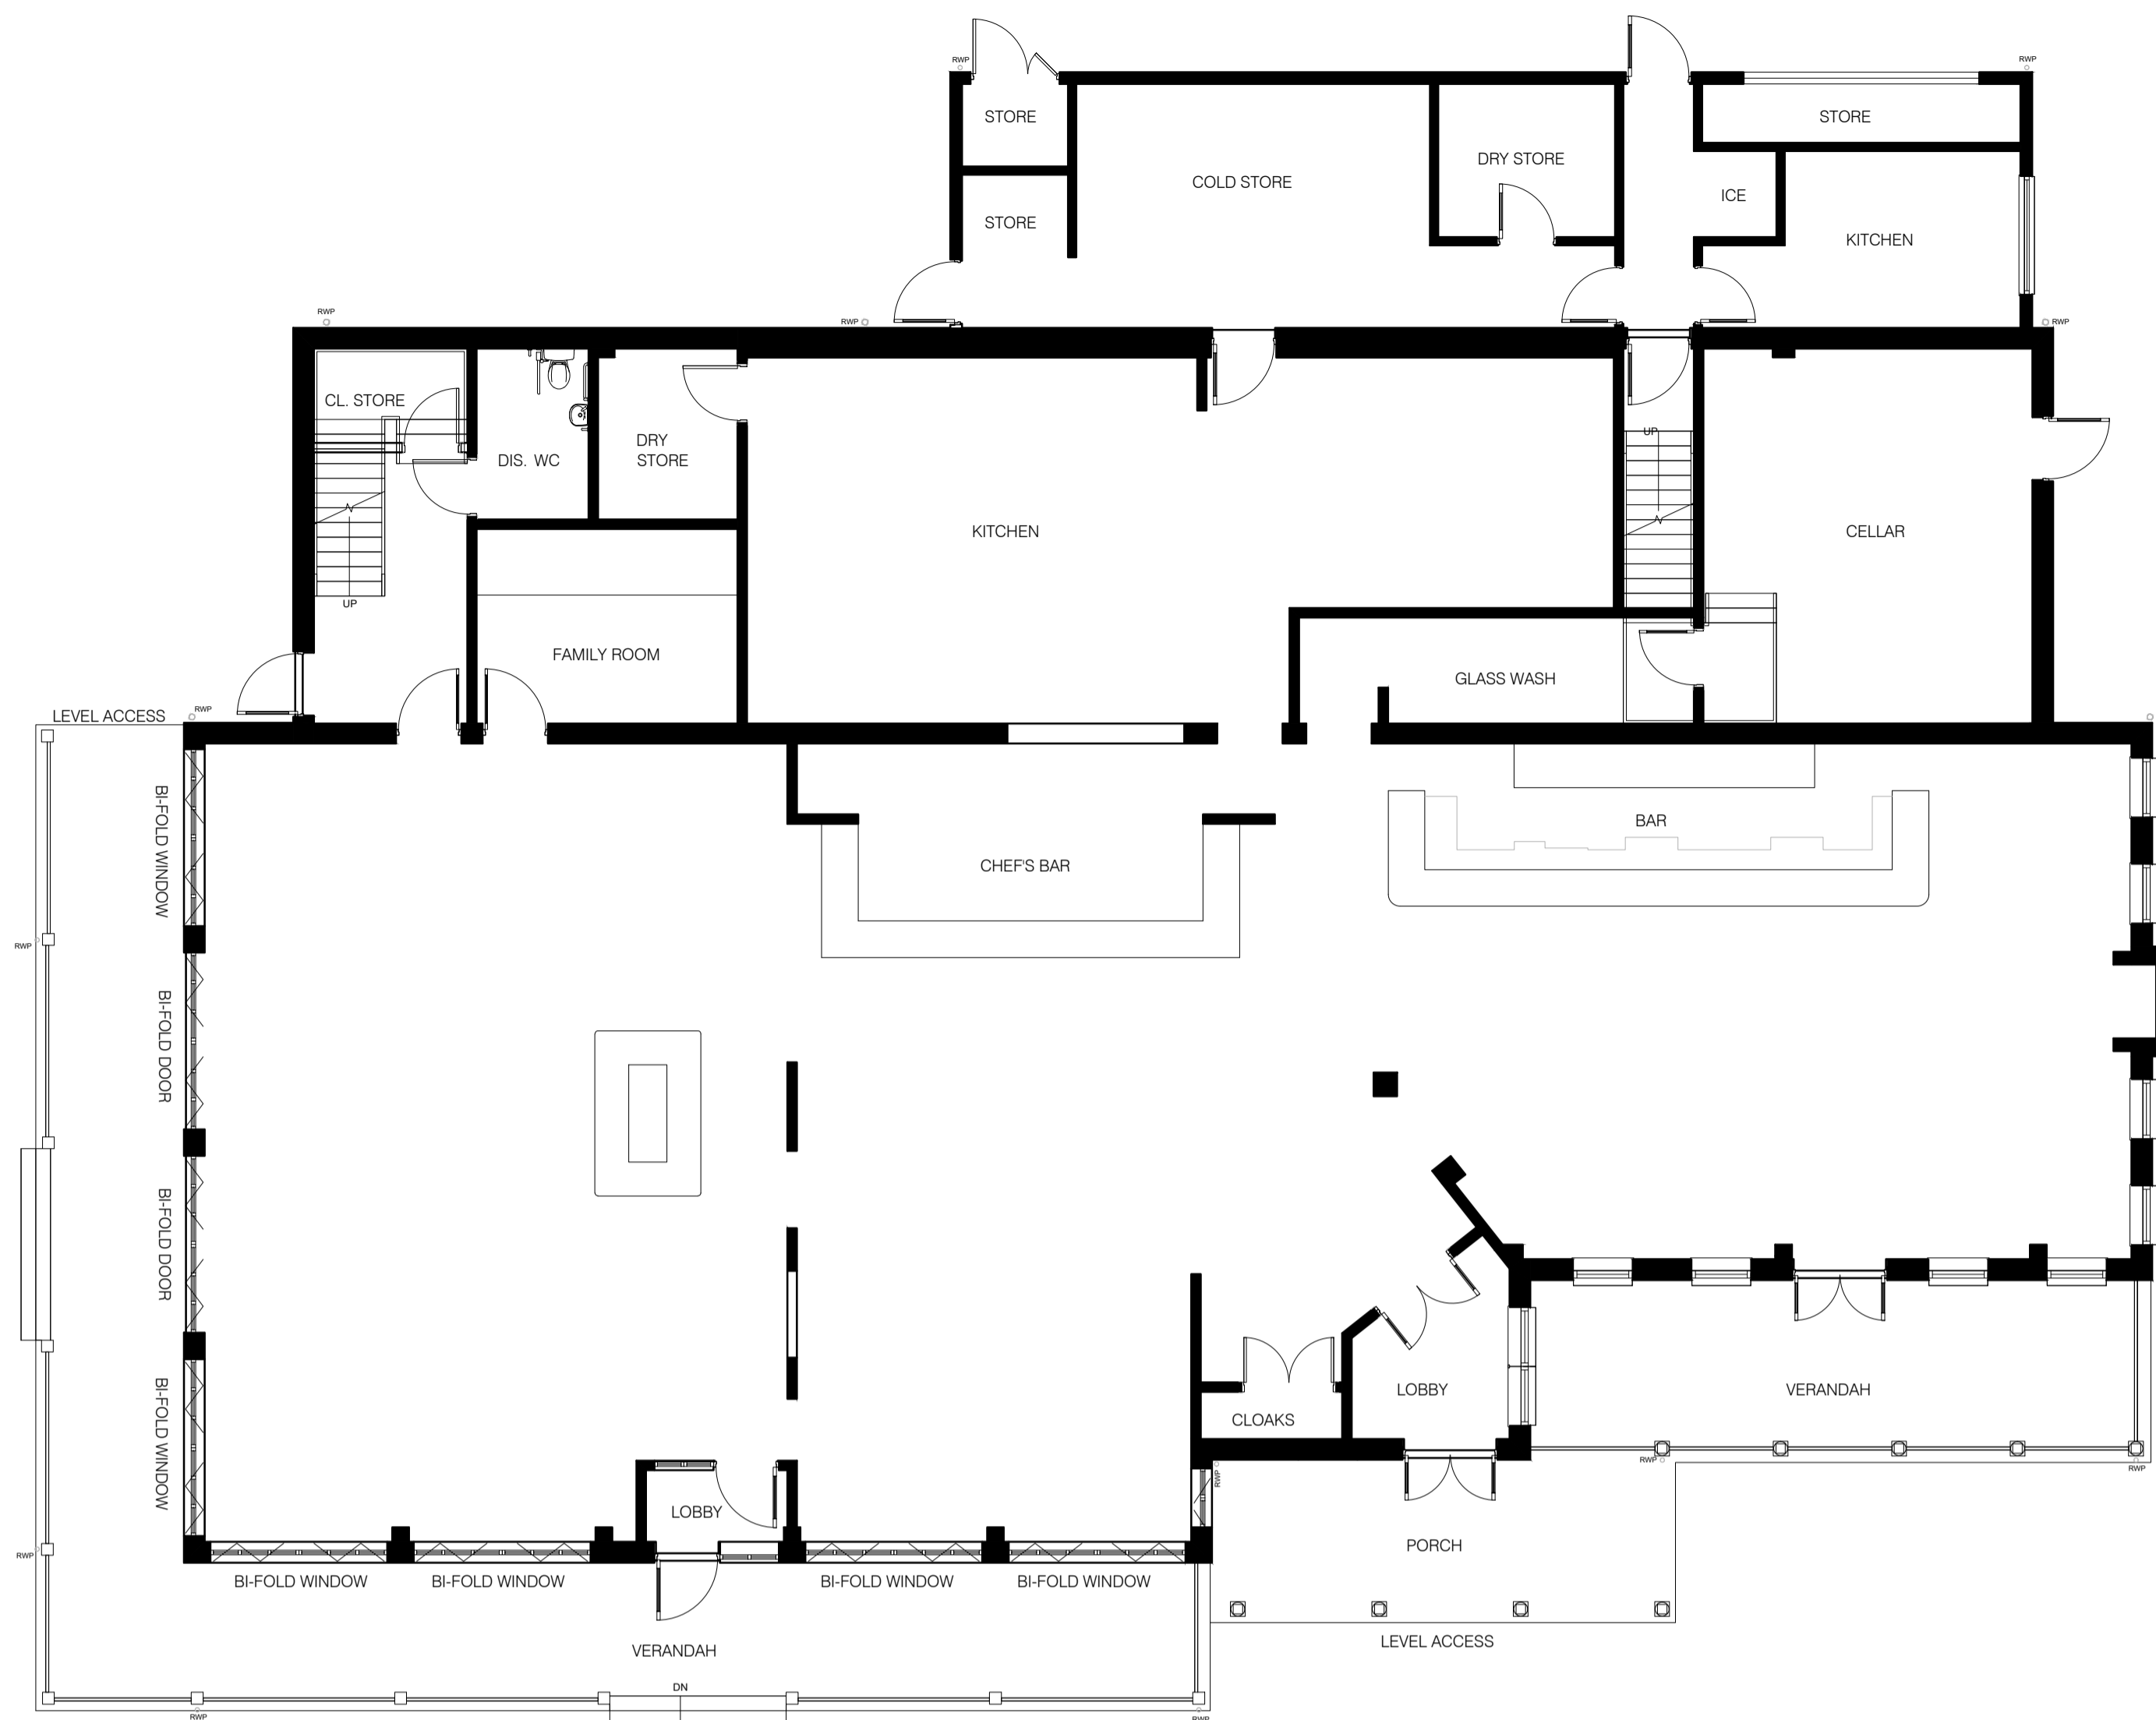 RWP
RWP
STORE
STORE
DRY STORE
COLD STORE
ICE
STORE
KITCHEN
RWP
RWP
RWP
CL. STORE
DIS. WC
DRY
STORE
UP
KITCHEN
CELLAR
UP
FAMILY ROOM
GLASS WASH
LEVEL ACCESS
RWP
BI-FOLD WINDOW
BAR
CHEF'S BAR
RWP
BI-FOLD DOOR
BI-FOLD DOOR
BI-FOLD WINDOW
LOBBY
VERANDAH
CLOAKS
RWP
RWP
RWP
LOBBY
PORCH
RWP
BI-FOLD WINDOW
BI-FOLD WINDOW
BI-FOLD WINDOW
BI-FOLD WINDOW
LEVEL ACCESS
VERANDAH
DN
RWP
RWP